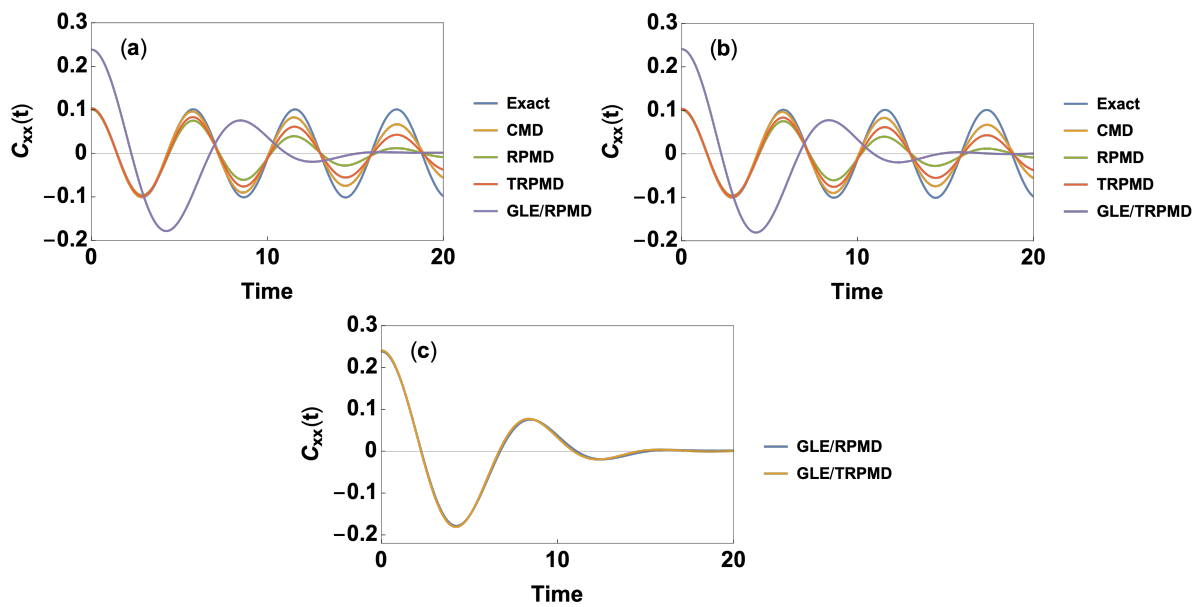 (a)
0.3
0.2
0.1
0
−0.1
−0.2
Cxx(t)
0 10 20
Time
Exact
CMD
RPMD
TRPMD
GLE/RPMD
(b)
0.3
0.2
0.1
0
−0.1
−0.2
Cxx(t)
0 10 20
Time
Exact
CMD
RPMD
TRPMD
GLE/TRPMD
(c)
0.3
0.2
0.1
0
−0.1
−0.2
Cxx(t)
0 10 20
Time
GLE/RPMD
GLE/TRPMD